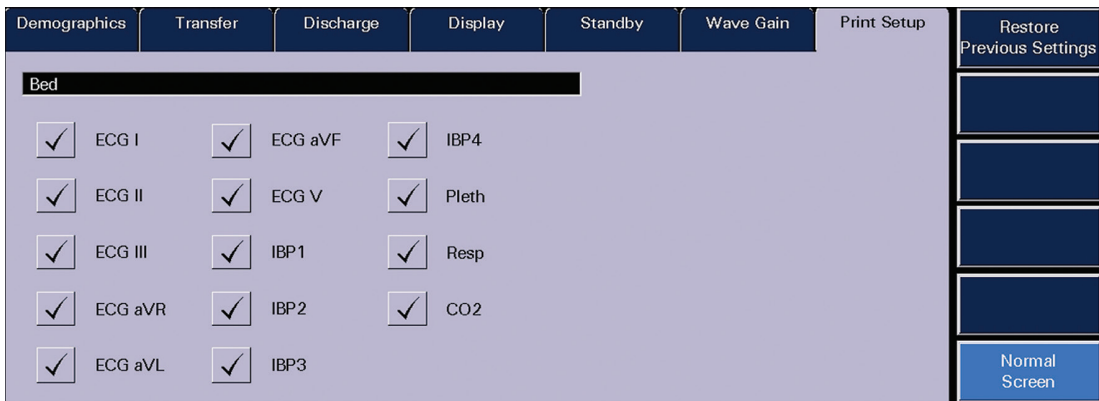 Demographics
Transfer
Discharge
Display
Standby
Wave Gain
Print Setup
Restore
Previous Settings
Bed
ECG I
ECG aVF
IBP4
ECG II
ECG V
Pleth
ECG III
IBP1
Resp
ECG aVR
IBP2
CO2
ECG aVL
IBP3
Normal
Screen